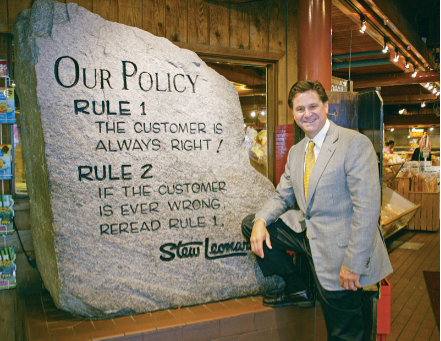 OUR POLICY
RULE 1
THE CUSTOMER IS
ALWAYS RIGHT!
RULE 2
IF THE CUSTOMER
IS EVER WRONG,
REREAD RULE 1.
Stew Leonard